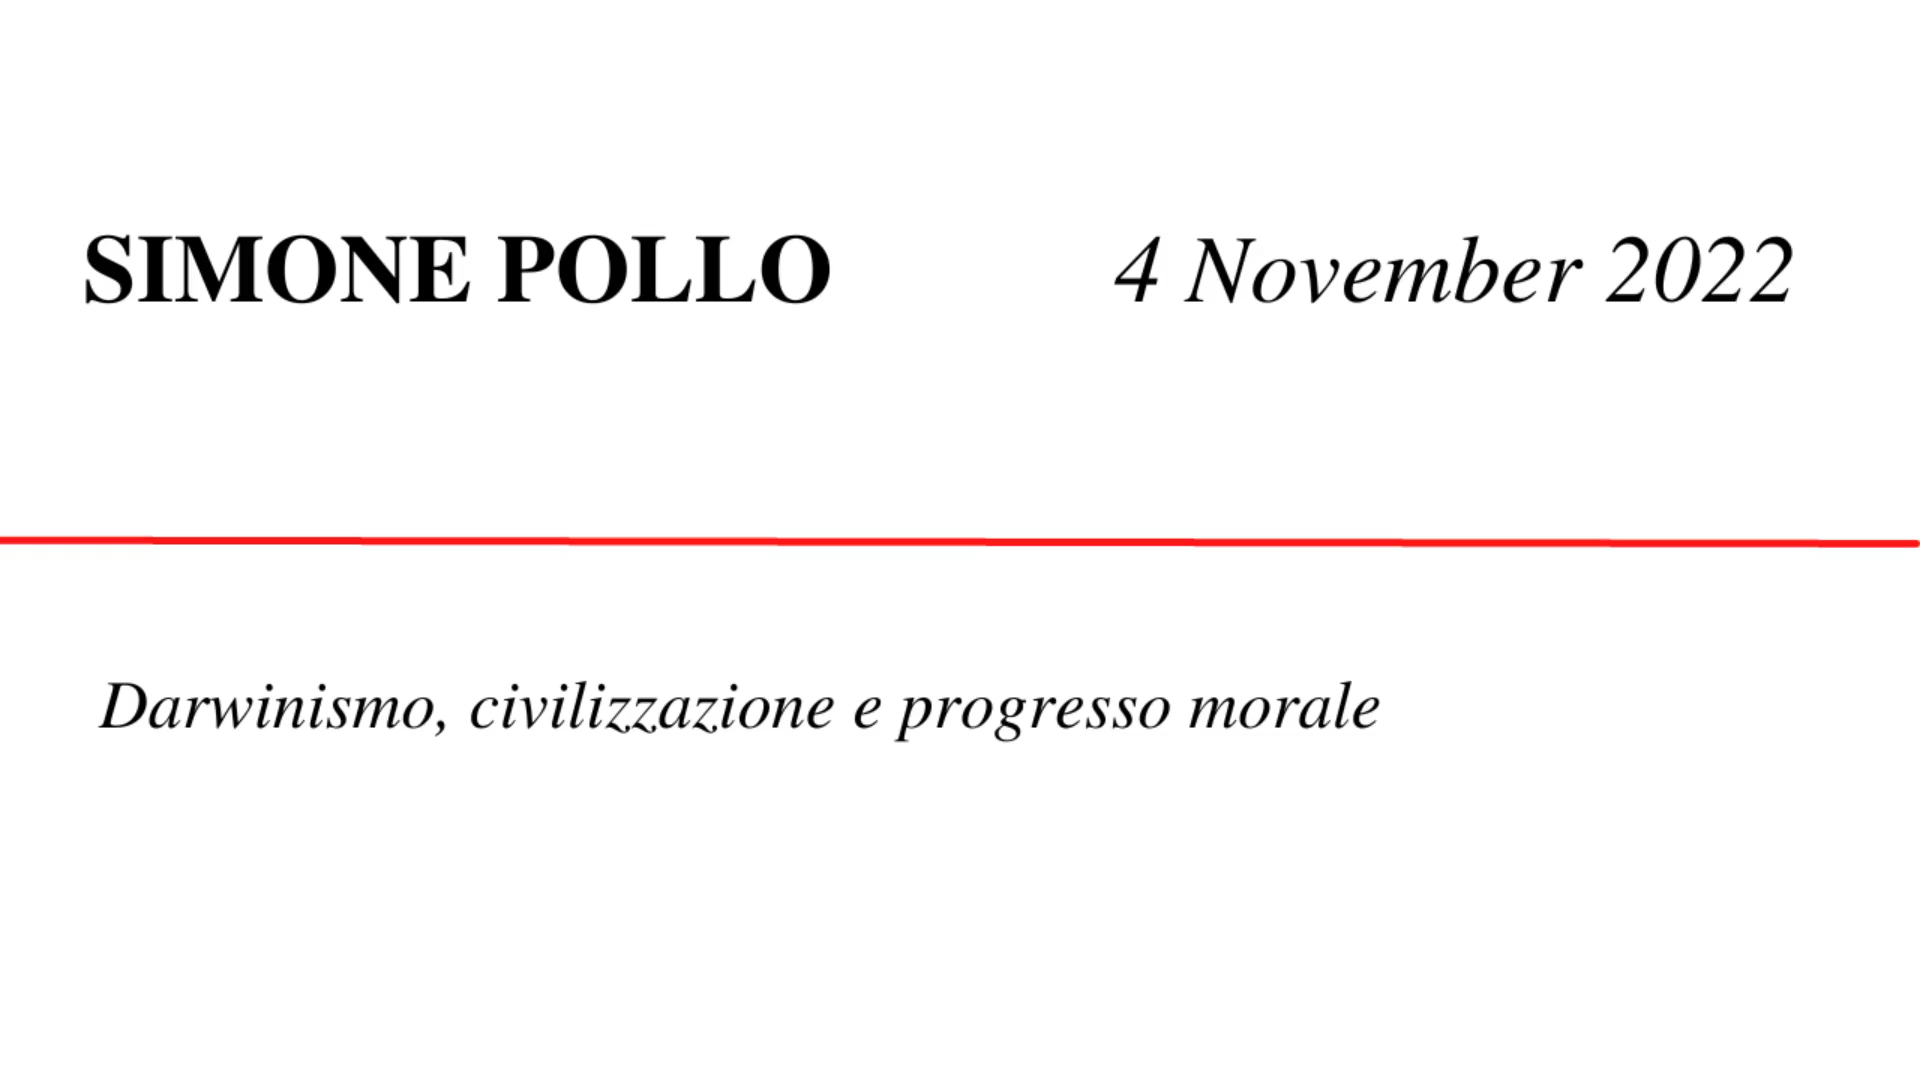 SIMONE POLLO 4 November 2022
Darwinismo, civilizzazione e progresso morale